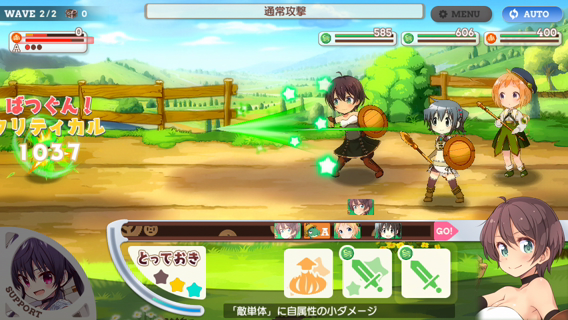 WAVE 2/2 0
通常攻撃
MENU
AUTO
0
585
606
400
A
ばつぐん!
クリティカル
1037
A
GO!
とっておき
SUPPORT
「敵単体」に自属性の小ダメージ